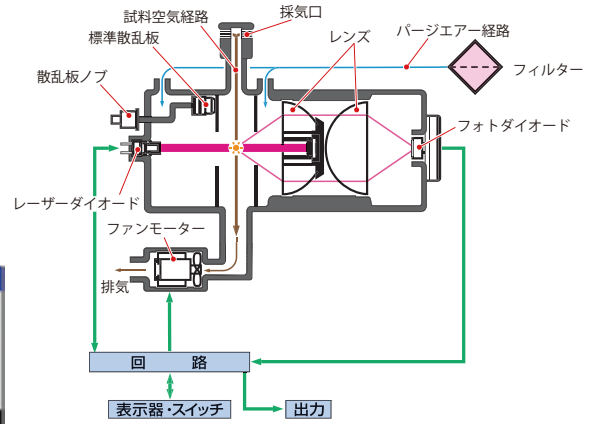 採気口
試料空気経路
標準散乱板
レンズ
パージエアー経路
散乱板ノブ
フィルター
フォトダイオード
レーザーダイオード
ファンモーター
排気
回 路
表示器・スイッチ
出力